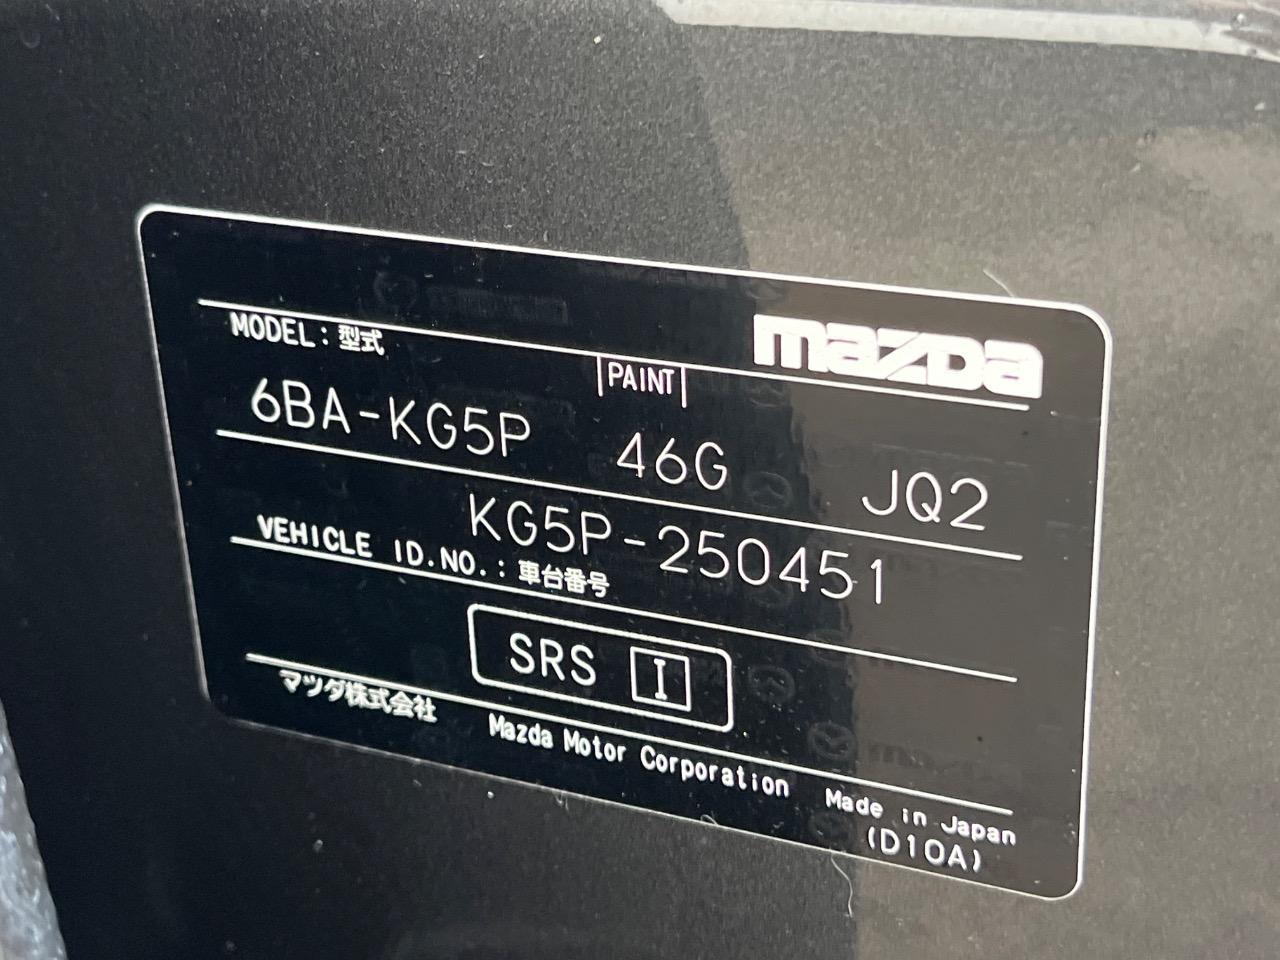 mazda
MODEL：型式
PAINT
6BA-KG5P 46G JQ2
KG5P-250451
VEHICLE ID.NO.：車台番号
SRS I
マツダ株式会社 Mazda Motor Corporation Made in Japan
(D10A)